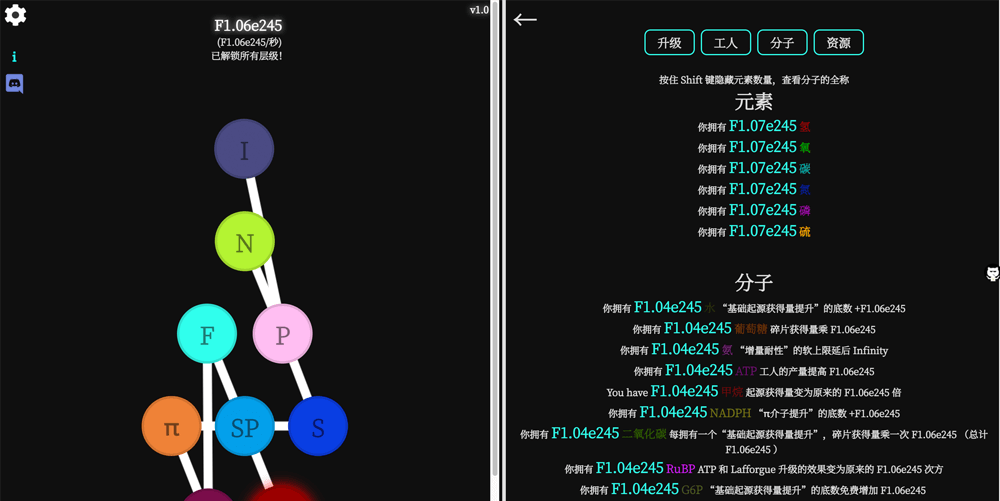 v1.0
F1.06e245
(F1.06e245/秒)
已解锁所有层级!
i
I
N
F
P
π
SP
S
升级
工人
分子
资源
按住 Shift 键隐藏元素数量，查看分子的全称
元素
你拥有 F1.07e245 氢
你拥有 F1.07e245 氧
你拥有 F1.07e245 碳
你拥有 F1.07e245 氮
你拥有 F1.07e245 磷
你拥有 F1.07e245 硫
分子
你拥有 F1.04e245 水 “基础起源获得量提升”的底数 +F1.06e245
你拥有 F1.04e245 葡萄糖 碎片获得量乘 F1.06e245
你拥有 F1.04e245 氨 “增量耐性”的软上限延后 Infinity
你拥有 F1.04e245 ATP 工人的产量提高 F1.06e245
You have F1.04e245 甲烷 起源获得量变为原来的 F1.06e245 倍
你拥有 F1.04e245 NADPH “π介子提升”的底数 +F1.06e245
你拥有 F1.04e245 二氧化碳 每拥有一个“基础起源获得量提升”，碎片获得量乘一次 F1.06e245 （总计
F1.06e245 ）
你拥有 F1.04e245 RuBP ATP 和 Lafforgue 升级的效果变为原来的 F1.06e245 次方
你拥有 F1.04e245 G6P “基础起源获得量提升”的底数免费增加 F1.06e245